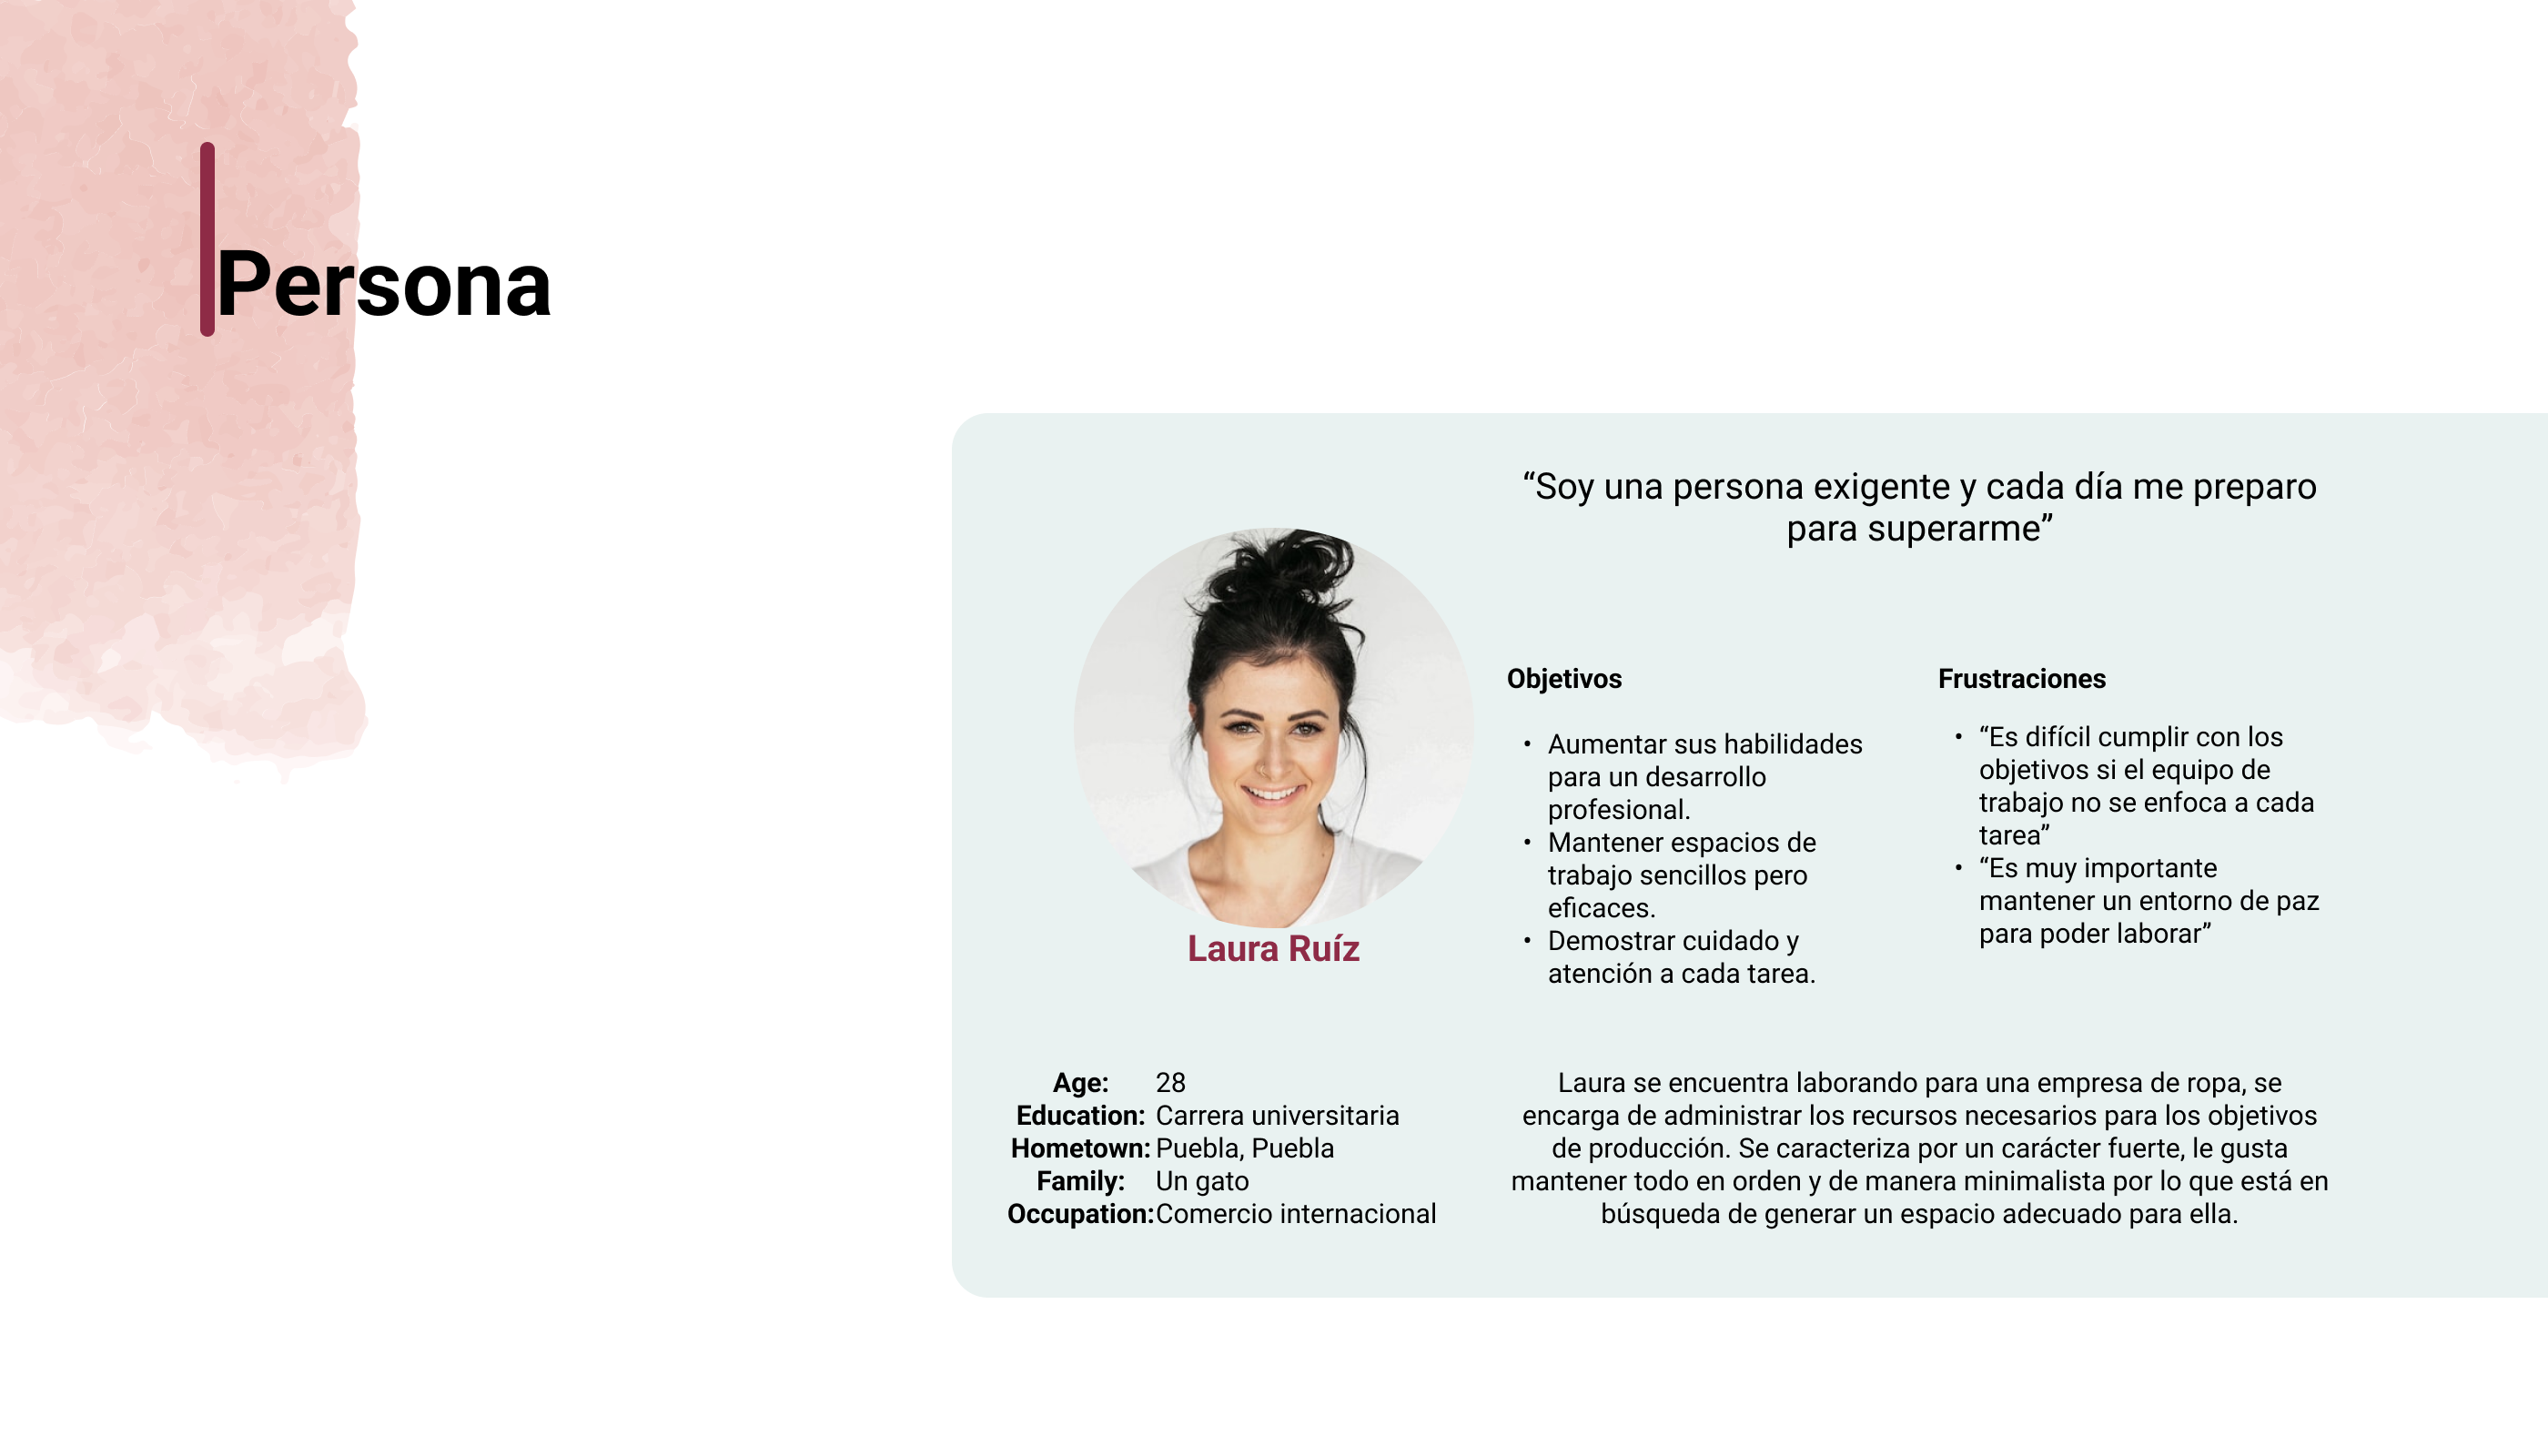 Persona
“Soy una persona exigente y cada día me preparo
para superarme”
Laura Ruíz
Objetivos
• Aumentar sus habilidades
para un desarrollo
profesional.
• Mantener espacios de
trabajo sencillos pero
eficaces.
• Demostrar cuidado y
atención a cada tarea.
Frustraciones
• “Es difícil cumplir con los
objetivos si el equipo de
trabajo no se enfoca a cada
tarea”
• “Es muy importante
mantener un entorno de paz
para poder laborar”
Age: 28
Education: Carrera universitaria
Hometown: Puebla, Puebla
Family: Un gato
Occupation: Comercio internacional
Laura se encuentra laborando para una empresa de ropa, se
encarga de administrar los recursos necesarios para los objetivos
de producción. Se caracteriza por un carácter fuerte, le gusta
mantener todo en orden y de manera minimalista por lo que está en
búsqueda de generar un espacio adecuado para ella.